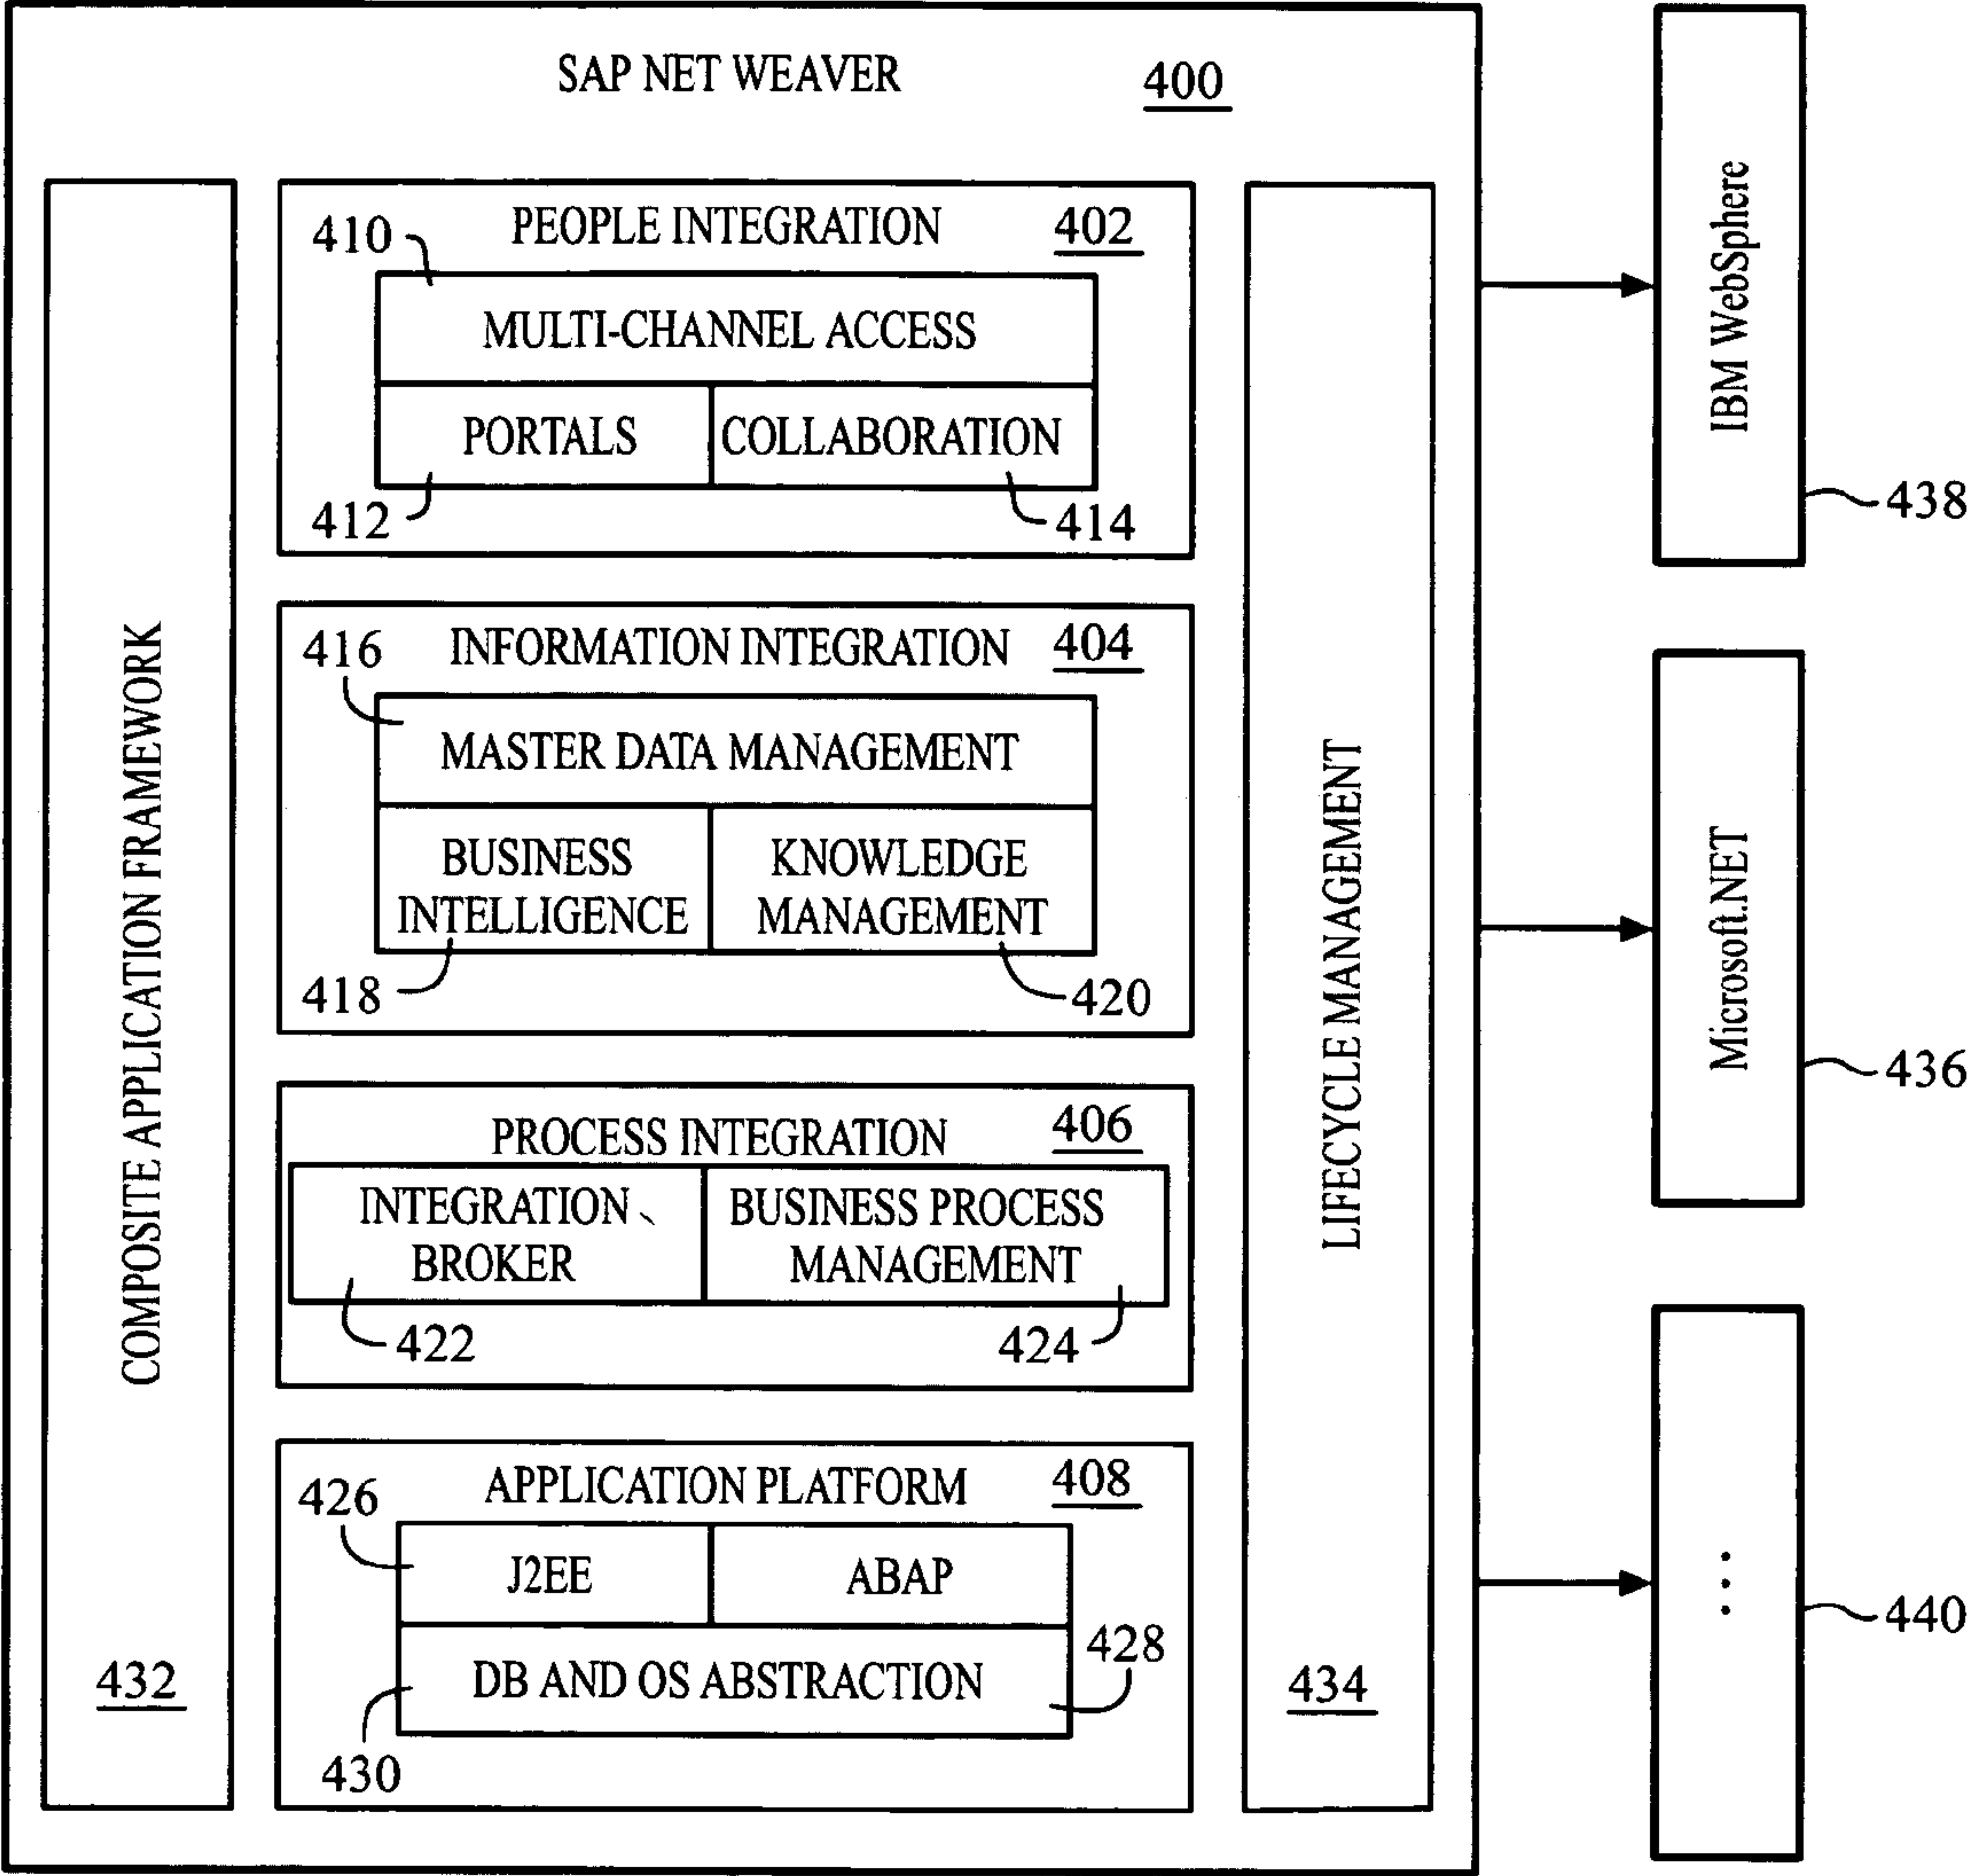 SAP NET WEAVER 400
COMPOSITE APPLICATION FRAMEWORK
432
PEOPLE INTEGRATION 402
410
MULTI-CHANNEL ACCESS
PORTALS COLLABORATION
412 414
INFORMATION INTEGRATION 404
416
MASTER DATA MANAGEMENT
BUSINESS INTELLIGENCE
KNOWLEDGE MANAGEMENT
418 420
PROCESS INTEGRATION 406
INTEGRATION BROKER
BUSINESS PROCESS MANAGEMENT
422 424
APPLICATION PLATFORM 408
426
J2EE ABAP
DB AND OS ABSTRACTION
428
430
LIFECYCLE MANAGEMENT
434
IBM WebSphere
438
Microsoft.NET
436
...
440